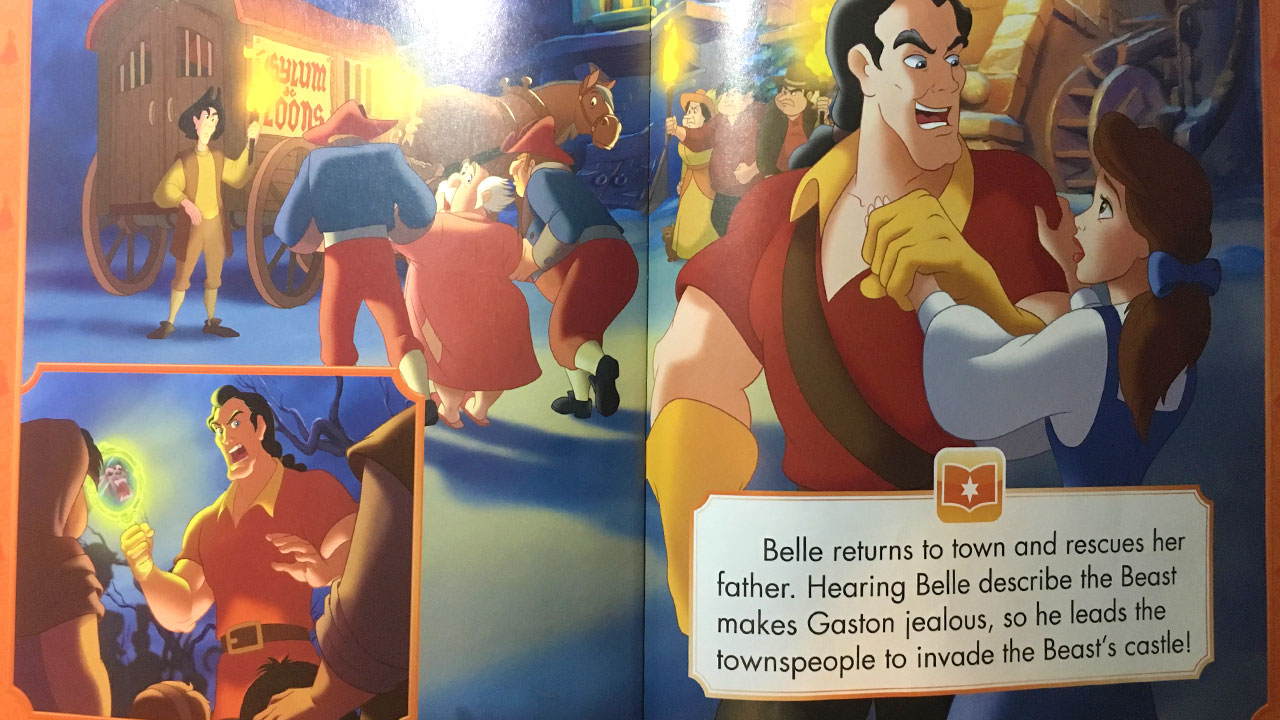 Asylum
de
Loons
Belle returns to town and rescues her
father. Hearing Belle describe the Beast
makes Gaston jealous, so he leads the
townspeople to invade the Beast's castle!